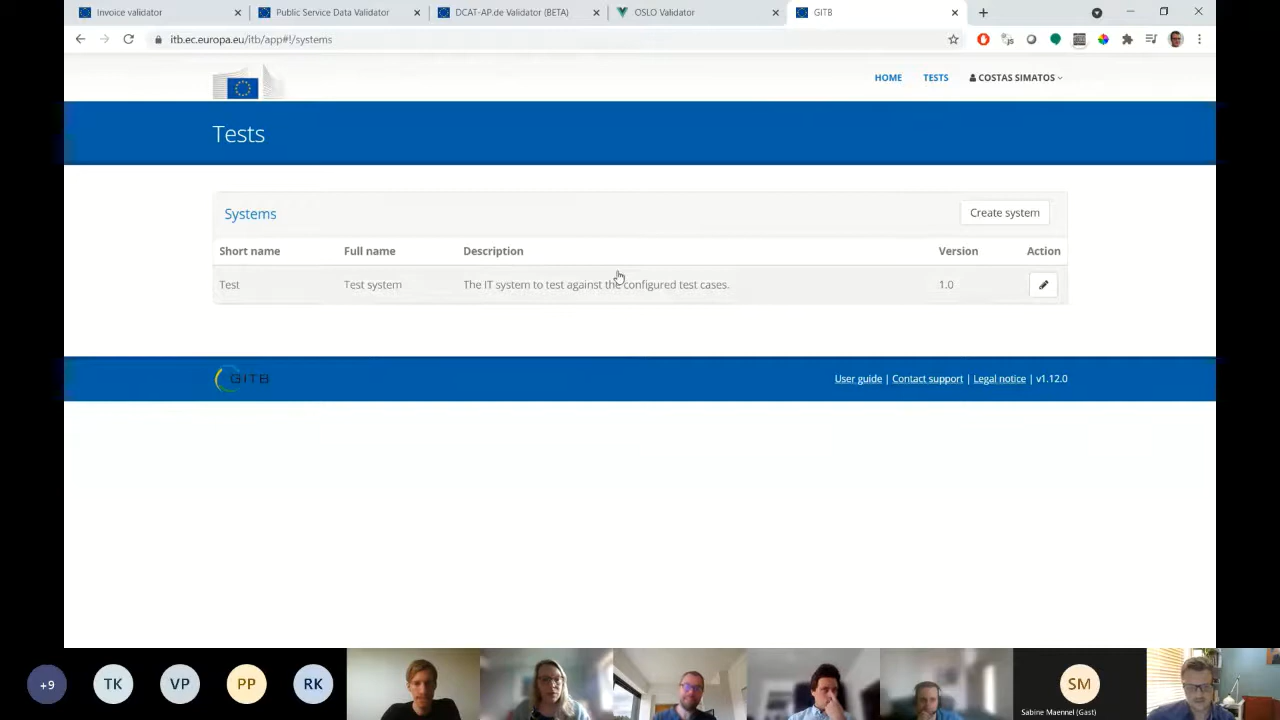 Invoice validator
Public Service Data Validator
DCAT-AP.de Validator (BETA)
OSLO Validator
GITB
itb.ec.europa.eu/itb/app#!/systems
HOME TESTS COSTAS SIMATOS
Tests
Systems Create system
Short name Full name Description Version Action
Test Test system The IT system to test against the configured test cases. 1.0
GITB User guide | Contact support | Legal notice | v1.12.0
+9 TK VP PP RK SM
Sabine Maennel (Gast)